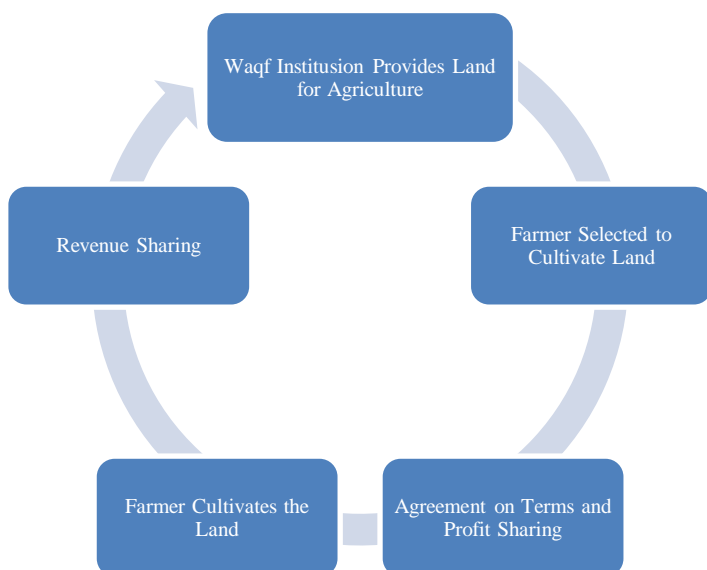 Waqf Institusion Provides Land
for Agriculture
Farmer Selected to
Cultivate Land
Agreement on Terms and
Profit Sharing
Farmer Cultivates the
Land
Revenue Sharing